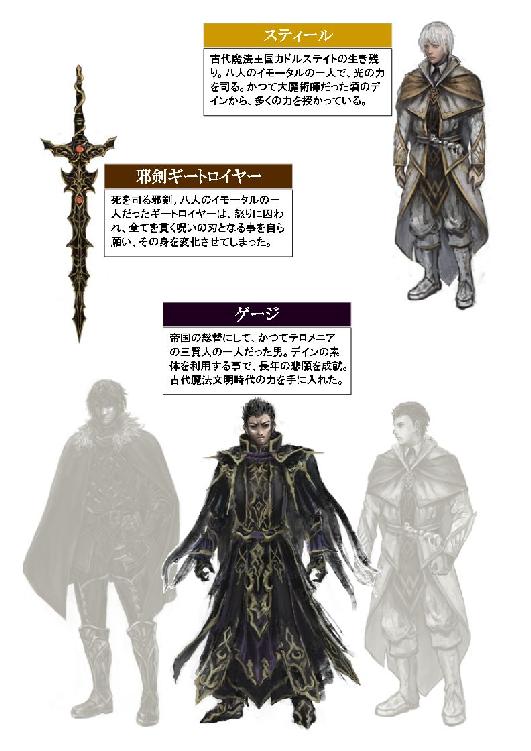 スティール
古代魔法王国カドルステイトの生き残
り。八人のイモータルの一人で、光の力
を司る。かつて大魔術師だった頃のデ
インから、多くの力を授かっている。
邪剣ギートロイヤー
死を司る邪剣。八人のイモータルの一
人だったギートロイヤーは、怒りに囚わ
れ、全てを貫く呪いの刃となる事を自ら
願い、その身を変化させてしまった。
ゲージ
帝国の総督にして、かつてテロメニア
の三賢人の一人だった男。デインの素
体を利用する事で、長年の悲願を成就。
古代魔法文明時代の力を手に入れた。